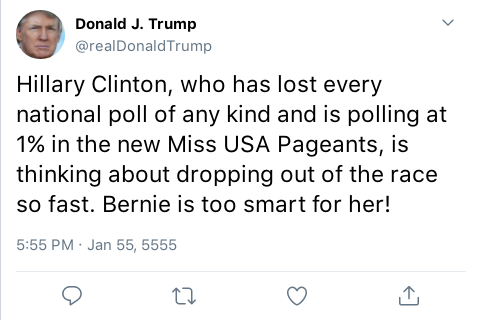 Donald J. Trump
@realDonaldTrump
Hillary Clinton, who has lost every
national poll of any kind and is polling at
1% in the new Miss USA Pageants, is
thinking about dropping out of the race
so fast. Bernie is too smart for her!
5:55 PM · Jan 55, 5555